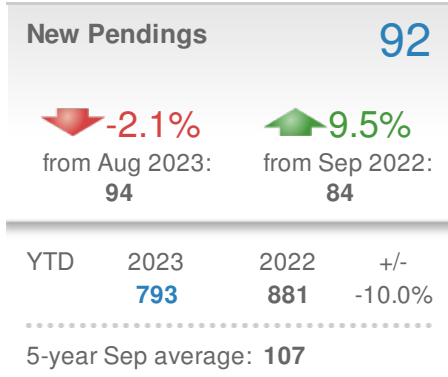 New Pendings 92
-2.1% 9.5%
from Aug 2023: from Sep 2022:
94 84
YTD 2023 2022 +/-
793 881 -10.0%
5-year Sep average: 107